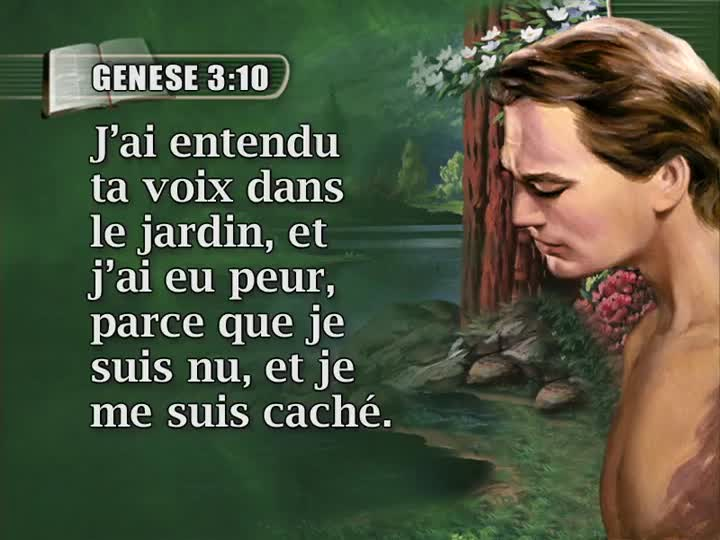 GENESE 3:10
J’ai entendu
ta voix dans
le jardin, et
j’ai eu peur,
parce que je
suis nu, et je
me suis caché.